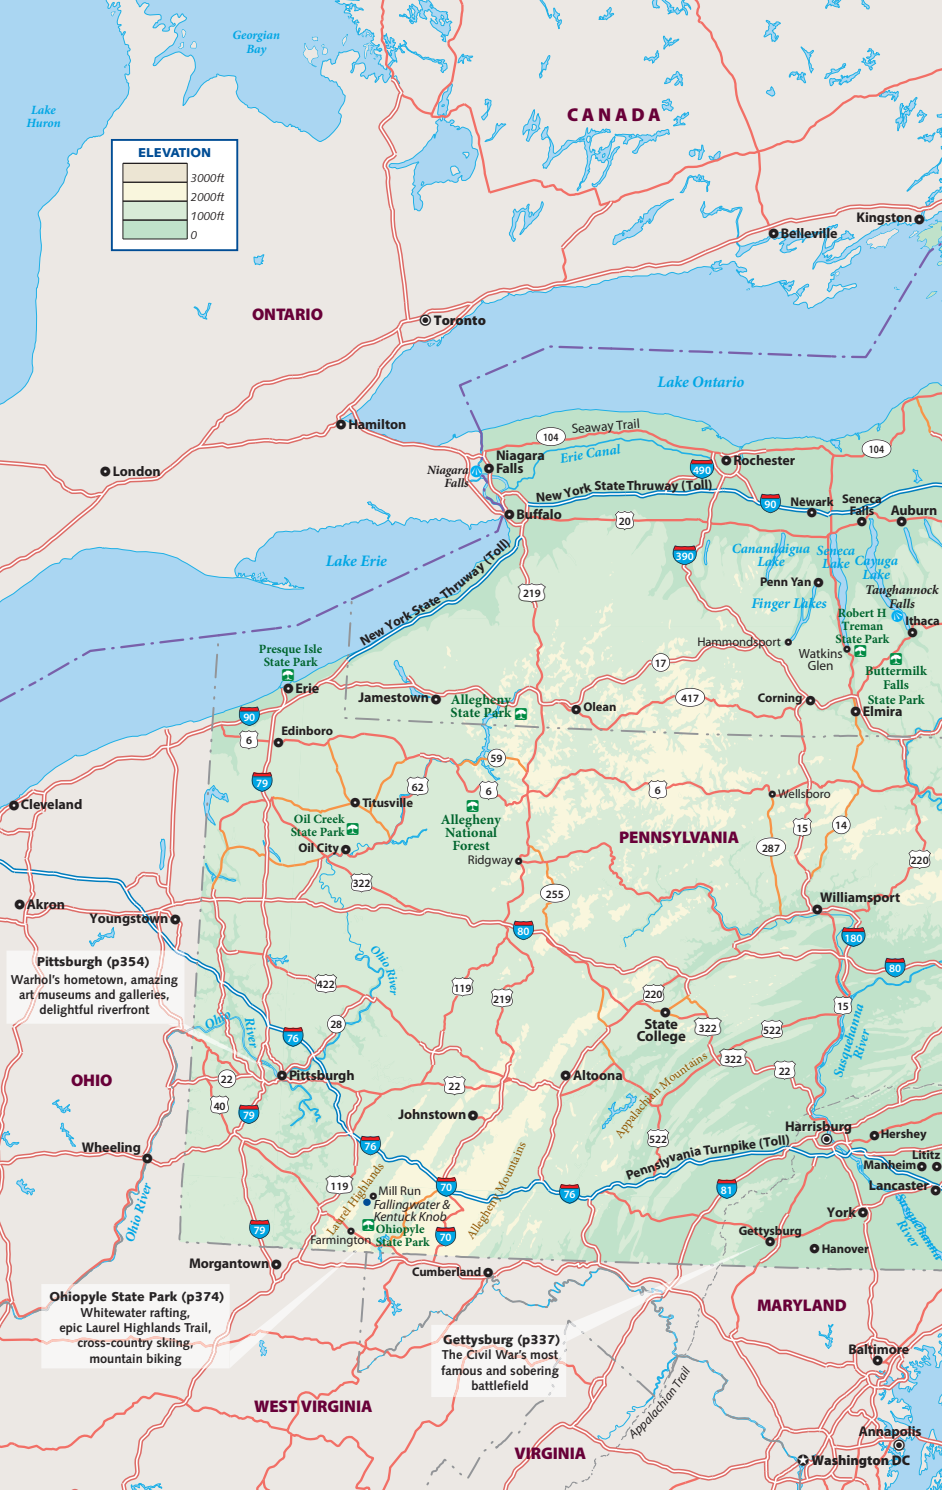 Georgian
Bay
Lake
Huron
CANADA
ELEVATION
3000ft
2000ft
1000ft
0
Kingston
Belleville
ONTARIO
Toronto
Lake Ontario
Hamilton
Seaway Trail
104
104
London
Niagara
Falls
Niagara
Falls
Erie Canal
490
Rochester
New York State Thruway (Toll)
90
Newark
Seneca
Falls
Auburn
Buffalo
20
Lake Erie
New York State Thruway (Toll)
390
Canandaigua
Lake
Seneca
Lake
Cayuga
Lake
219
Penn Yan
Finger Lakes
Taughannock
Falls
Robert H
Treman
State Park
Ithaca
Hammondsport
Watkins
Glen
Buttermilk
Falls
State Park
Presque Isle
State Park
Erie
17
Jamestown
Allegheny
State Park
Olean
417
Corning
Elmira
90
6
Edinboro
59
79
62
6
6
Wellsboro
Cleveland
Titusville
Oil Creek
State Park
Oil City
Allegheny
National
Forest
PENNSYLVANIA
15
14
287
Ridgway
220
322
255
Williamsport
Akron
Youngstown
80
180
80
Pittsburgh (p354)
Warhol's hometown, amazing
art museums and galleries,
delightful riverfront
Ohio River
422
119
219
220
15
State
College
322
522
Susquehanna
River
Ohio
River
28
76
322
22
OHIO
22
Pittsburgh
22
Altoona
Appalachian Mountains
40
79
Johnstown
Harrisburg
Hershey
Wheeling
76
522
Pennsylvania Turnpike (Toll)
Lititz
Manheim
Lancaster
119
Laurel Highlands
Mill Run
Fallingwater &
Kentuck Knob
70
76
81
Allegheny Mountains
Ohio River
79
Farmington
Ohiopyle
State Park
70
York
Susquehanna
River
Gettysburg
Hanover
Morgantown
Cumberland
Ohiopyle State Park (p374)
Whitewater rafting,
epic Laurel Highlands Trail,
cross-country skiing,
mountain biking
MARYLAND
Gettysburg (p337)
The Civil War's most
famous and sobering
battlefield
Baltimore
Appalachian Trail
WEST VIRGINIA
Annapolis
VIRGINIA
Washington DC